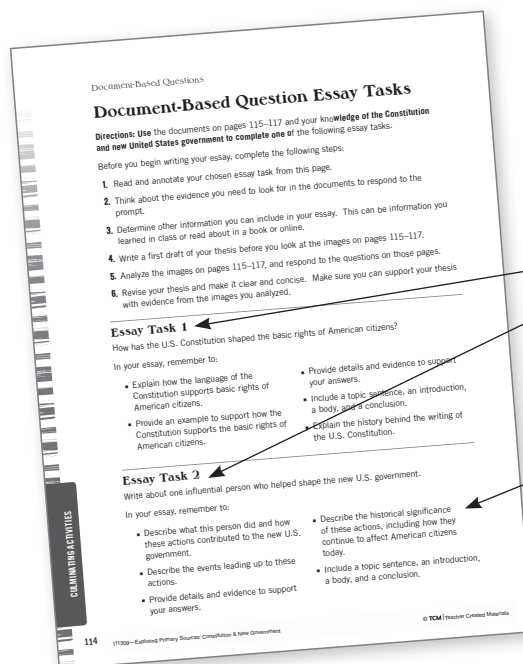 Document-Based Questions
Document-Based Question Essay Tasks
Directions: Use the documents on pages 115–117 and your knowledge of the Constitution
and new United States government to complete one of the following essay tasks.
Before you begin writing your essay, complete the following steps:
1. Read and annotate your chosen essay task from this page.
2. Think about the evidence you need to look for in the documents to respond to the
prompt.
3. Determine other information you can include in your essay. This can be information you
learned in class or read about in a book or online.
4. Write a first draft of your thesis before you look at the images on pages 115–117.
5. Analyze the images on pages 115–117, and respond to the questions on those pages.
6. Revise your thesis and make it clear and concise. Make sure you can support your thesis
with evidence from the images you analyzed.
Essay Task 1
How has the U.S. Constitution shaped the basic rights of American citizens?
In your essay, remember to:
▪ Explain how the language of the
Constitution supports basic rights of
American citizens.
▪ Provide an example to support how the
Constitution supports the basic rights of
American citizens.
▪ Provide details and evidence to support
your answers.
▪ Include a topic sentence, an introduction,
a body, and a conclusion.
▪ Explain the history behind the writing of
the U.S. Constitution.
Essay Task 2
Write about one influential person who helped shape the new U.S. government.
In your essay, remember to:
▪ Describe what this person did and how
these actions contributed to the new U.S.
government.
▪ Describe the events leading up to these
actions.
▪ Provide details and evidence to support
your answers.
▪ Describe the historical significance
of these actions, including how they
continue to affect American citizens
today.
▪ Include a topic sentence, an introduction,
a body, and a conclusion.
CULMINATING ACTIVITIES
114 111309—Exploring Primary Sources: Constitution & New Government
© TCM | Teacher Created Materials